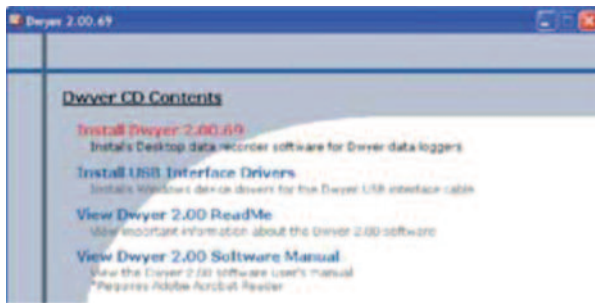 Dwyer 2.00.69
Dwyer CD Contents
Install Dwyer 2.00.69
Installs Desktop data recorder software for Dwyer data loggers
Install USB Interface Drivers
Installs Windows device drivers for the Dwyer USB interface cable
View Dwyer 2.00 ReadMe
View important information about the Dwyer 2.00 software
View Dwyer 2.00 Software Manual
View the Dwyer 2.00 software user's manual
*Requires Adobe Acrobat Reader